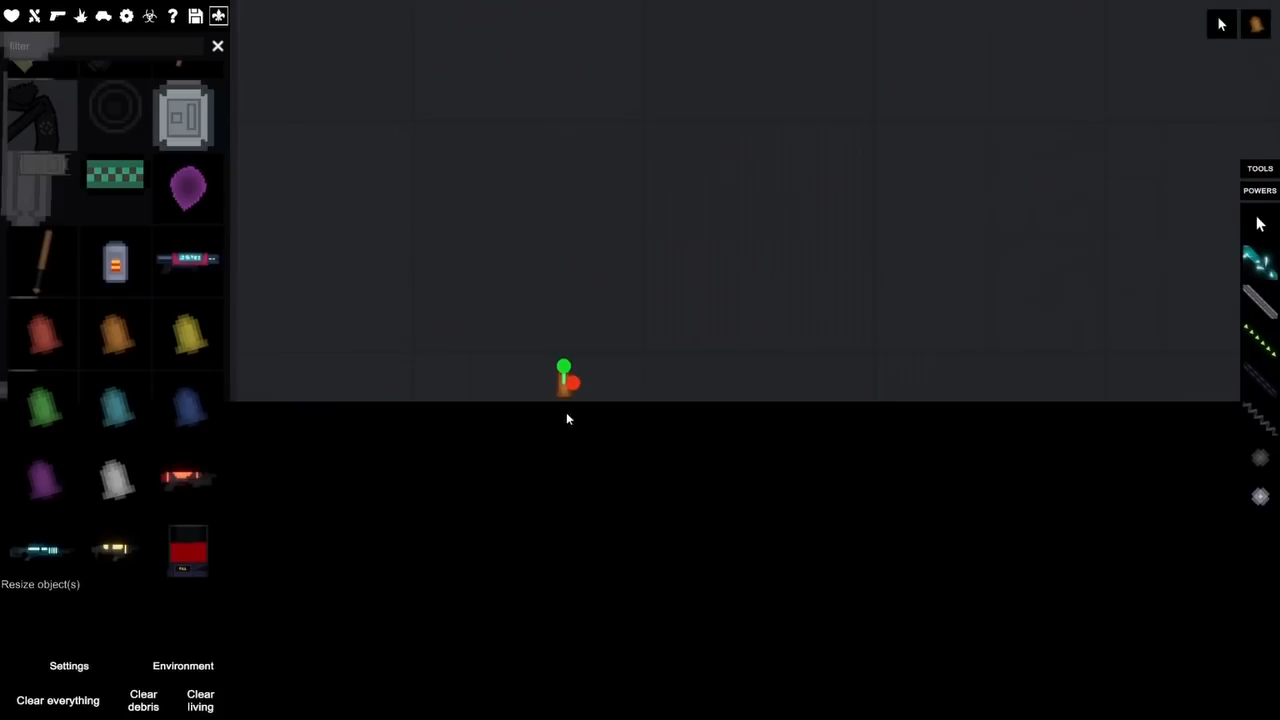 filter
TOOLS
POWERS
Resize object(s)
Settings
Environment
Clear everything
Clear
debris
Clear
living